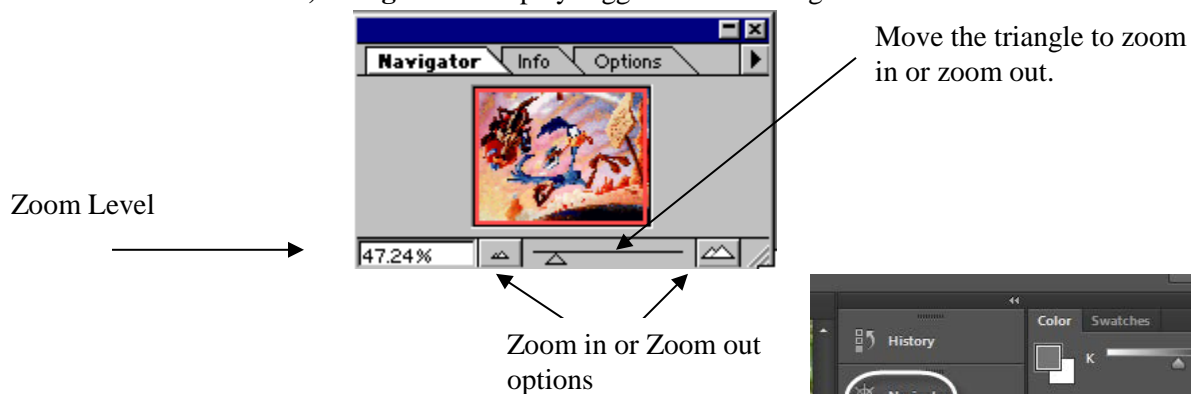 Move the triangle to zoom
in or zoom out.
Navigator Info Options
Zoom Level
47.24%
Zoom in or Zoom out
options
Color Swatches
History
K